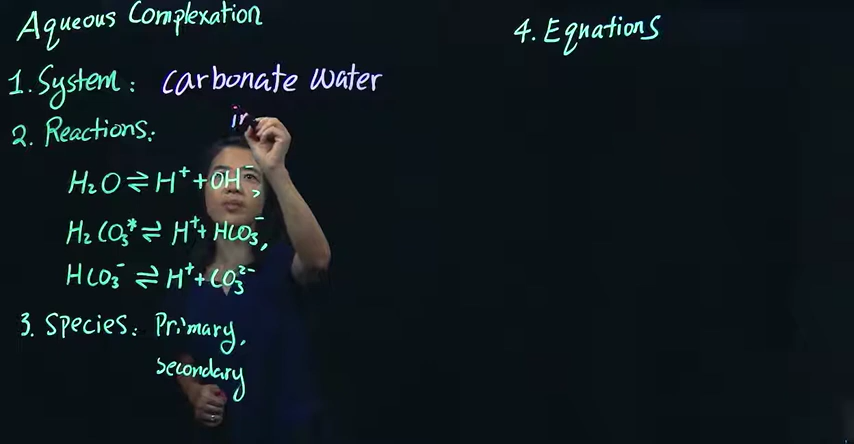 Aqueous Complexation
1. System: Carbonate Water
in
2. Reactions:
H₂O ⇌ H⁺ + OH⁻,
H₂CO₃* ⇌ H⁺ + HCO₃⁻,
HCO₃⁻ ⇌ H⁺ + CO₃²⁻
3. Species: Primary,
secondary
4. Equations